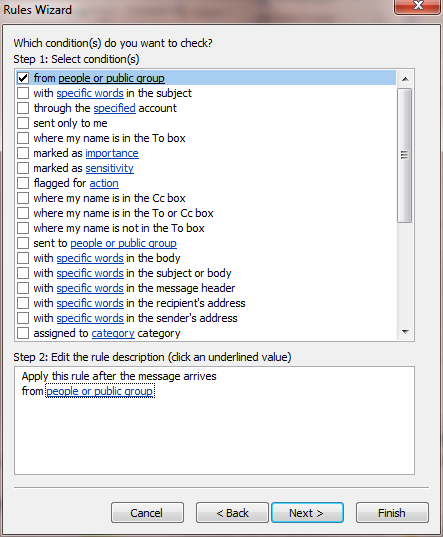 Rules Wizard
Which condition(s) do you want to check?
Step 1: Select condition(s)
from people or public group
with specific words in the subject
through the specified account
sent only to me
where my name is in the To box
marked as importance
marked as sensitivity
flagged for action
where my name is in the Cc box
where my name is in the To or Cc box
where my name is not in the To box
sent to people or public group
with specific words in the body
with specific words in the subject or body
with specific words in the message header
with specific words in the recipient's address
with specific words in the sender's address
assigned to category category
Step 2: Edit the rule description (click an underlined value)
Apply this rule after the message arrives
from people or public group
Cancel < Back Next > Finish